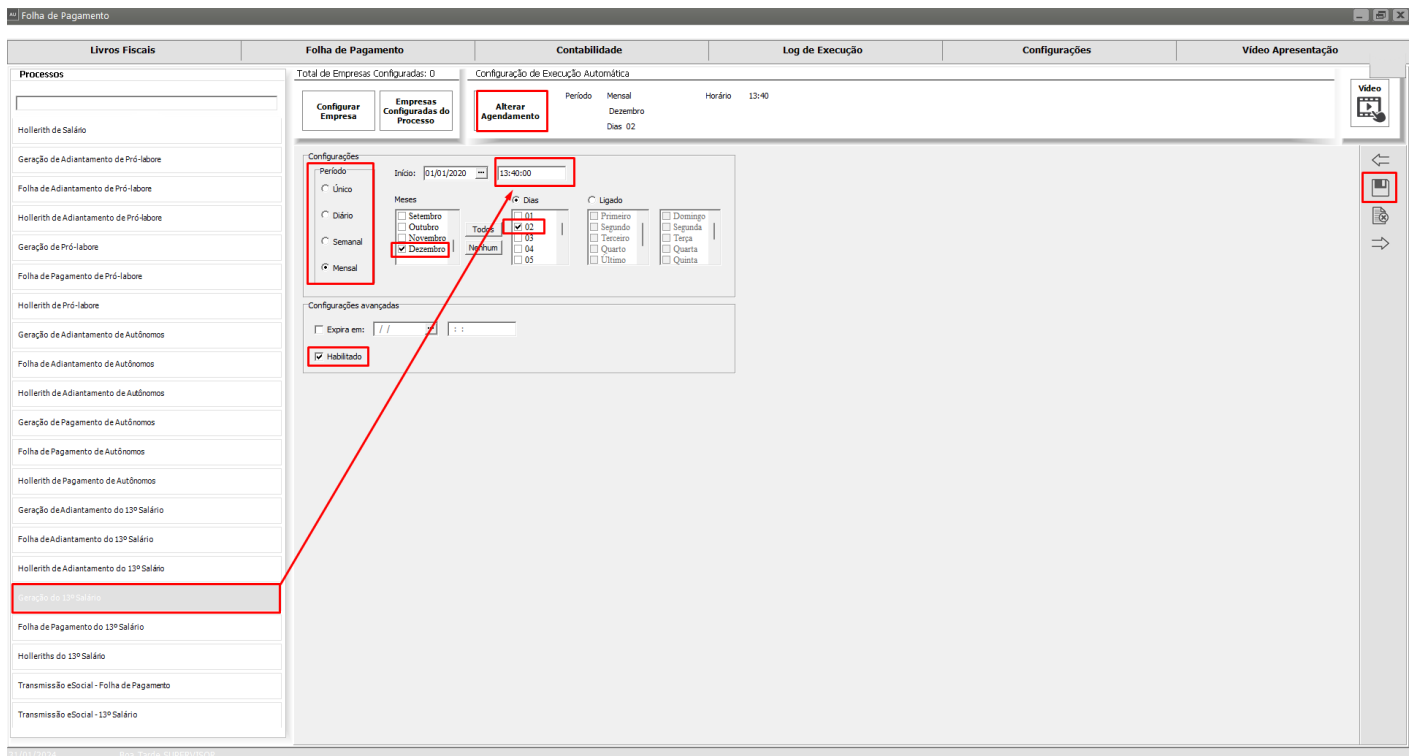 AU Folha de Pagamento
Livros Fiscais
Folha de Pagamento
Contabilidade
Log de Execução
Configurações
Vídeo Apresentação
Processos
Hollerith de Salário
Geração de Adiantamento de Pró-labore
Folha de Adiantamento de Pró-labore
Hollerith de Adiantamento de Pró-labore
Geração de Pró-labore
Folha de Pagamento de Pró-labore
Hollerith de Pró-labore
Geração de Adiantamento de Autônomos
Folha de Adiantamento de Autônomos
Hollerith de Adiantamento de Autônomos
Geração de Pagamento de Autônomos
Folha de Pagamento de Autônomos
Hollerith de Pagamento de Autônomos
Geração de Adiantamento do 13º Salário
Folha de Adiantamento do 13º Salário
Hollerith de Adiantamento do 13º Salário
Geração do 13º Salário
Folha de Pagamento do 13º Salário
Holleriths do 13º Salário
Transmissão eSocial - Folha de Pagamento
Transmissão eSocial - 13º Salário
Total de Empresas Configuradas: 0
Configurar
Empresa
Empresas
Configuradas do
Processo
Configuração de Execução Automática
Alterar
Agendamento
Período Mensal Horário 13:40
Dezembro
Dias 02
Vídeo
Configurações
Período
Único
Diário
Semanal
Mensal
Início: 01/01/2020 ... 13:40:00
Meses
Setembro
Outubro
Novembro
Dezembro
Todos
Nenhum
Dias
01
02
03
04
05
Ligado
Primeiro
Segundo
Terceiro
Quarto
Último
Domingo
Segunda
Terça
Quarta
Quinta
Configurações avançadas
Expira em: / / ... : :
Habilitado
Boa Tarde SUPERVISOR